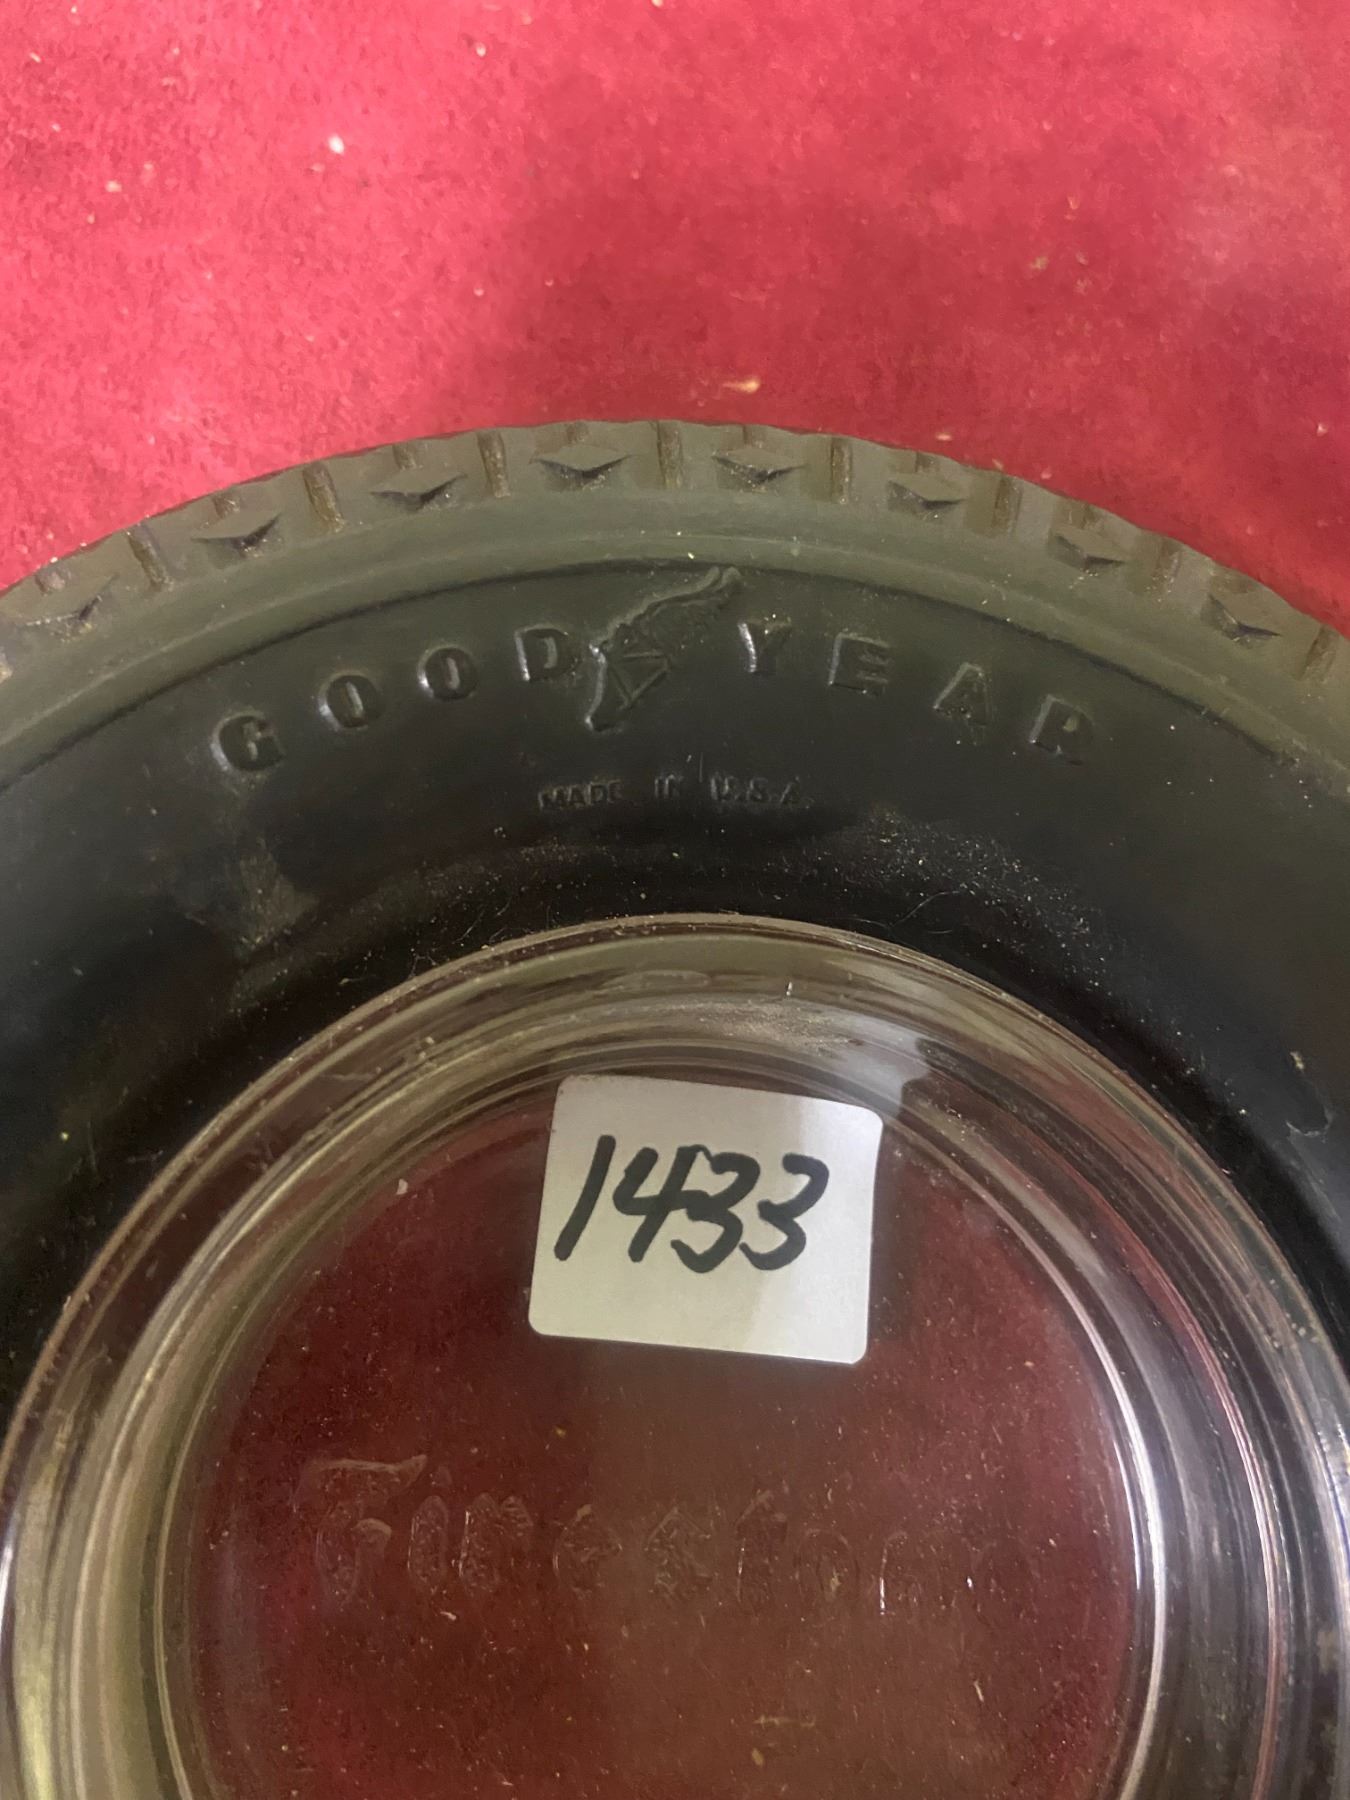 GOOD YEAR
MADE IN U.S.A.
1433
Firestone